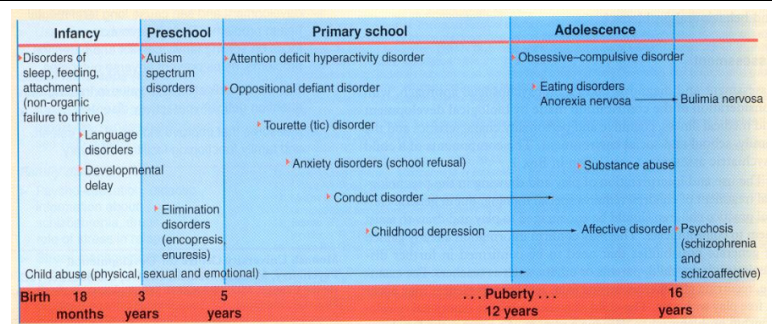 Infancy
Preschool
Primary school
Adolescence
Disorders of
sleep, feeding,
attachment
(non-organic
failure to thrive)
Language
disorders
Developmental
delay
Autism
spectrum
disorders
Elimination
disorders
(encopresis,
enuresis)
Attention deficit hyperactivity disorder
Oppositional defiant disorder
Tourette (tic) disorder
Anxiety disorders (school refusal)
Conduct disorder
Childhood depression
Obsessive–compulsive disorder
Eating disorders
Anorexia nervosa
Bulimia nervosa
Substance abuse
Affective disorder
Psychosis
(schizophrenia
and
schizoaffective)
Child abuse (physical, sexual and emotional)
Birth
18
months
3
years
5
years
. . . Puberty . . .
12 years
16
years